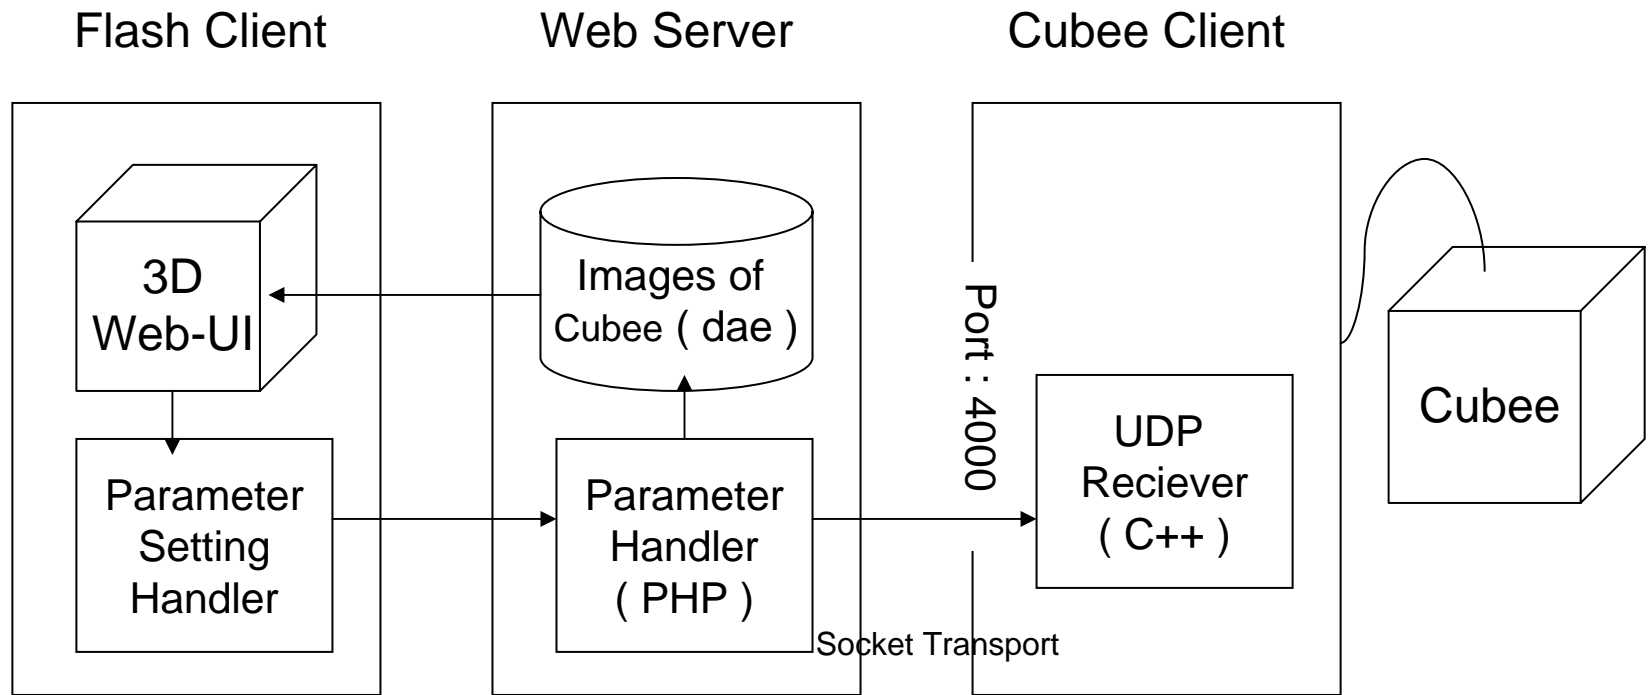 Flash Client
Web Server
Cubee Client
3D
Web-UI
Images of
Cubee ( dae )
Port : 4000
Cubee
Parameter
Setting
Handler
Parameter
Handler
( PHP )
UDP
Reciever
( C++ )
Socket Transport